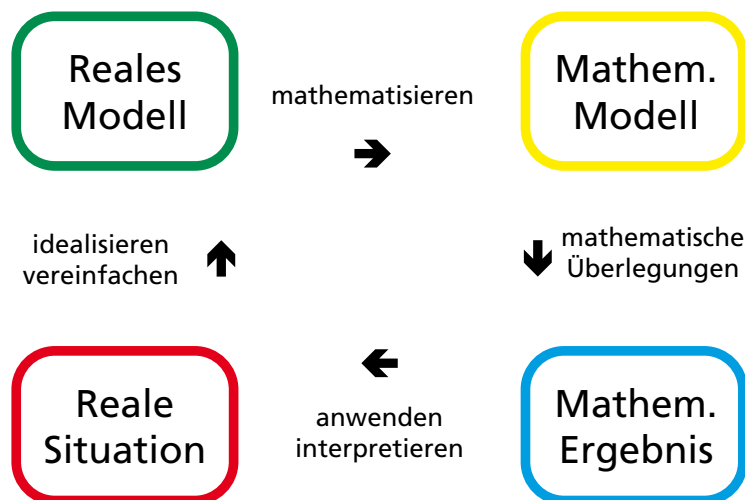 Reales
Modell
mathematisieren
Mathem.
Modell
idealisieren
vereinfachen
mathematische
Überlegungen
Reale
Situation
anwenden
interpretieren
Mathem.
Ergebnis